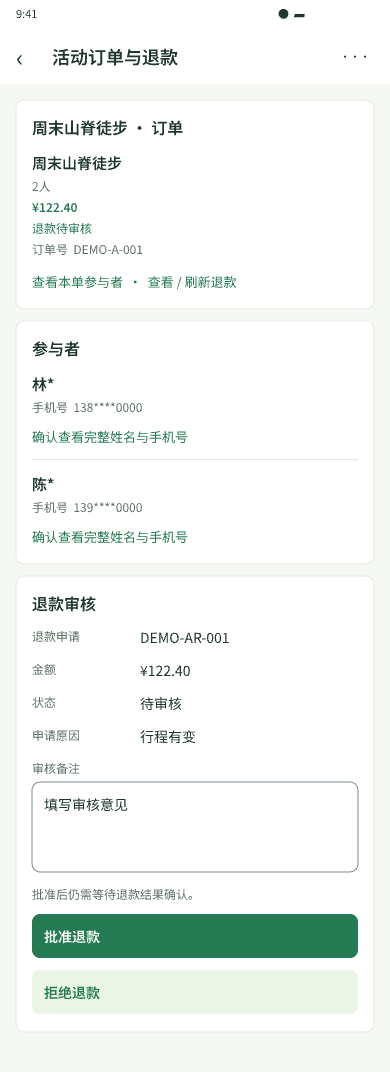 9:41
‹ 活动订单与退款 ···
周末山脊徒步 · 订单
周末山脊徒步
2人
¥122.40
退款待审核
订单号 DEMO-A-001
查看本单参与者 · 查看 / 刷新退款
参与者
林*
手机号 138****0000
确认查看完整姓名与手机号
陈*
手机号 139****0000
确认查看完整姓名与手机号
退款审核
退款申请 DEMO-AR-001
金额 ¥122.40
状态 待审核
申请原因 行程有变
审核备注
填写审核意见
批准后仍需等待退款结果确认。
批准退款
拒绝退款